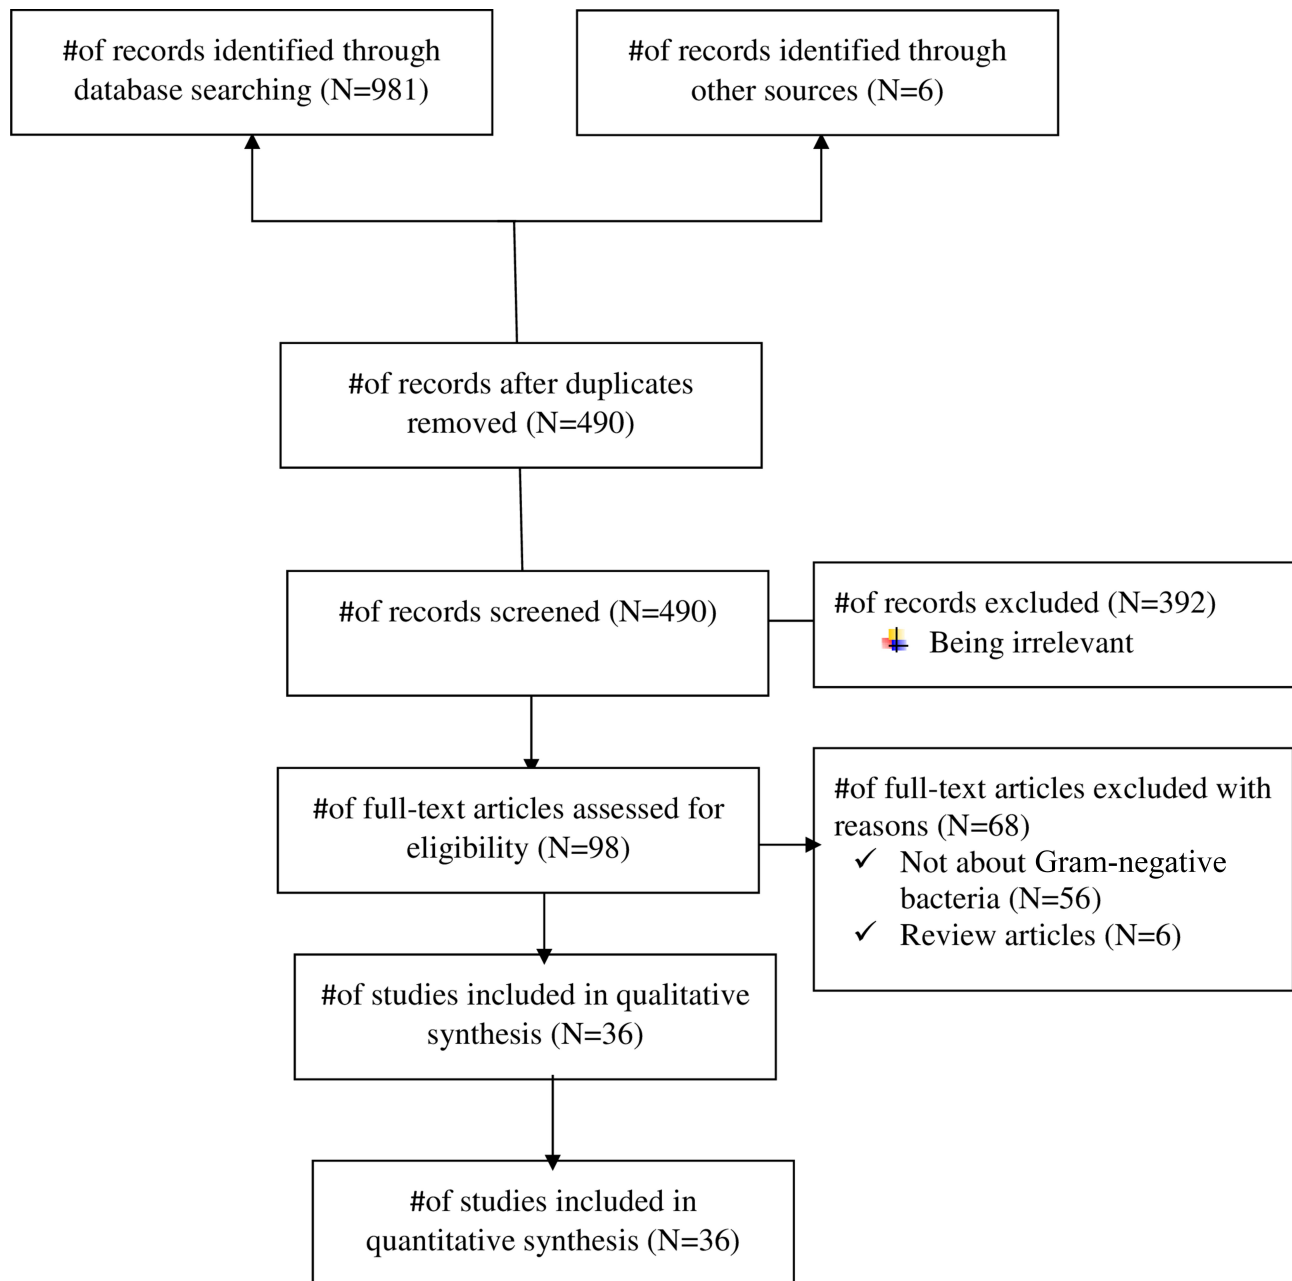 #of records identified through
database searching (N=981)
#of records identified through
other sources (N=6)
#of records after duplicates
removed (N=490)
#of records screened (N=490)
#of records excluded (N=392)
Being irrelevant
#of full-text articles assessed for
eligibility (N=98)
#of full-text articles excluded with
reasons (N=68)
✓ Not about Gram-negative
bacteria (N=56)
✓ Review articles (N=6)
#of studies included in qualitative
synthesis (N=36)
#of studies included in
quantitative synthesis (N=36)